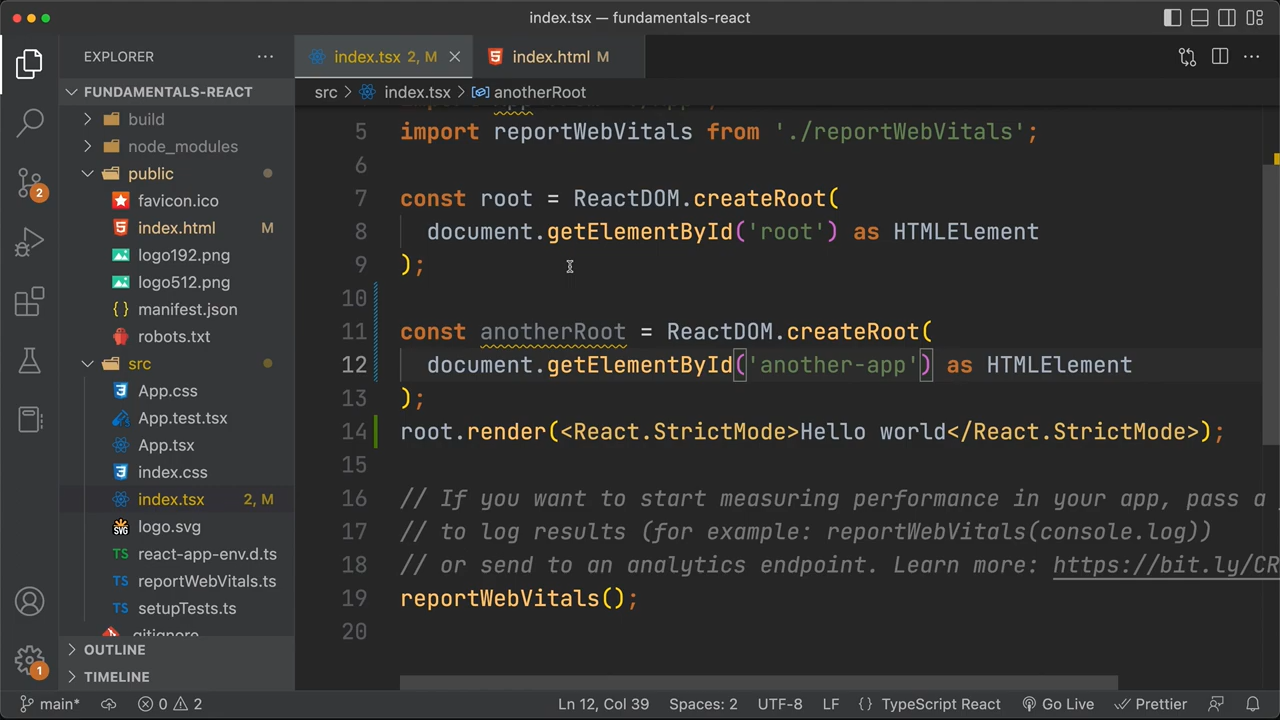 index.tsx — fundamentals-react
EXPLORER
index.tsx 2, M
index.html M
FUNDAMENTALS-REACT
src > index.tsx > anotherRoot
build
node_modules
public
favicon.ico
index.html M
logo192.png
logo512.png
manifest.json
robots.txt
src
App.css
App.test.tsx
App.tsx
index.css
index.tsx 2, M
logo.svg
react-app-env.d.ts
reportWebVitals.ts
setupTests.ts
.gitignore
OUTLINE
TIMELINE
5 import reportWebVitals from './reportWebVitals';
6
7 const root = ReactDOM.createRoot(
8 document.getElementById('root') as HTMLElement
9 );
10
11 const anotherRoot = ReactDOM.createRoot(
12 document.getElementById('another-app') as HTMLElement
13 );
14 root.render(<React.StrictMode>Hello world</React.StrictMode>);
15
16 // If you want to start measuring performance in your app, pass a
17 // to log results (for example: reportWebVitals(console.log))
18 // or send to an analytics endpoint. Learn more: https://bit.ly/CR
19 reportWebVitals();
20
2
1
main* 0 2 Ln 12, Col 39 Spaces: 2 UTF-8 LF {} TypeScript React Go Live Prettier